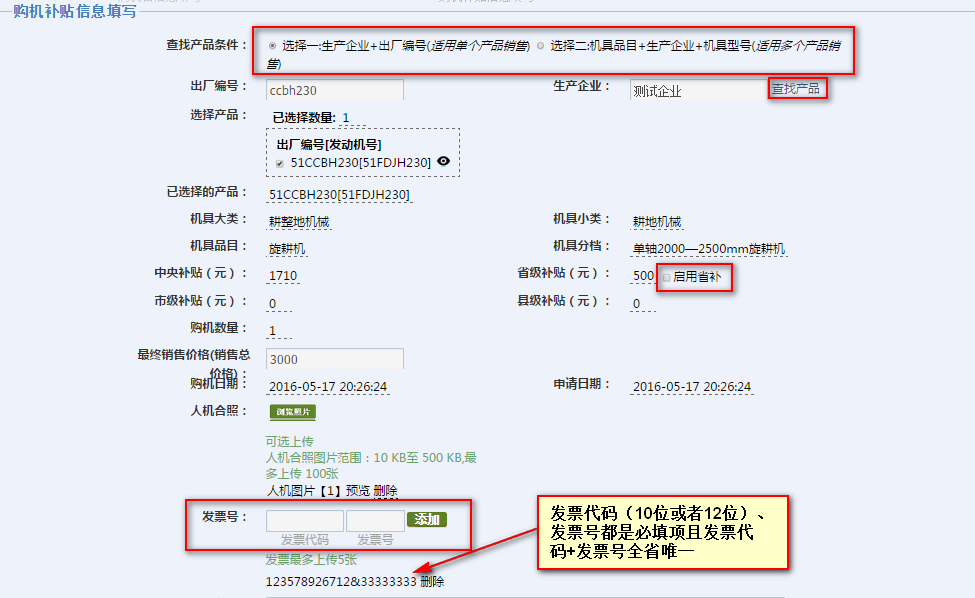 购机补贴信息填写
查找产品条件： 选择一:生产企业+出厂编号(适用单个产品销售) 选择二:机具品目+生产企业+机具型号(适用多个产品销
售)
出厂编号： ccbh230 生产企业： 测试企业 查找产品
选择产品： 已选择数量: 1
出厂编号[发动机号]
51CCBH230[51FDJH230]
已选择的产品： 51CCBH230[51FDJH230]
机具大类： 耕整地机械 机具小类： 耕地机械
机具品目： 旋耕机 机具分档： 单轴2000—2500mm旋耕机
中央补贴（元）： 1710 省级补贴（元）： 500 启用省补
市级补贴（元）： 0 县级补贴（元）： 0
购机数量： 1
最终销售价格(销售总
价格)： 3000
购机日期： 2016-05-17 20:26:24 申请日期： 2016-05-17 20:26:24
人机合照： 浏览照片
可选上传
人机合照图片范围：10 KB至 500 KB,最
多上传 100张
人机图片【1】预览 删除
发票号： 添加
发票代码 发票号
发票最多上传5张
123578926712&33333333 删除
发票代码（10位或者12位）、
发票号都是必填项且发票代
码+发票号全省唯一